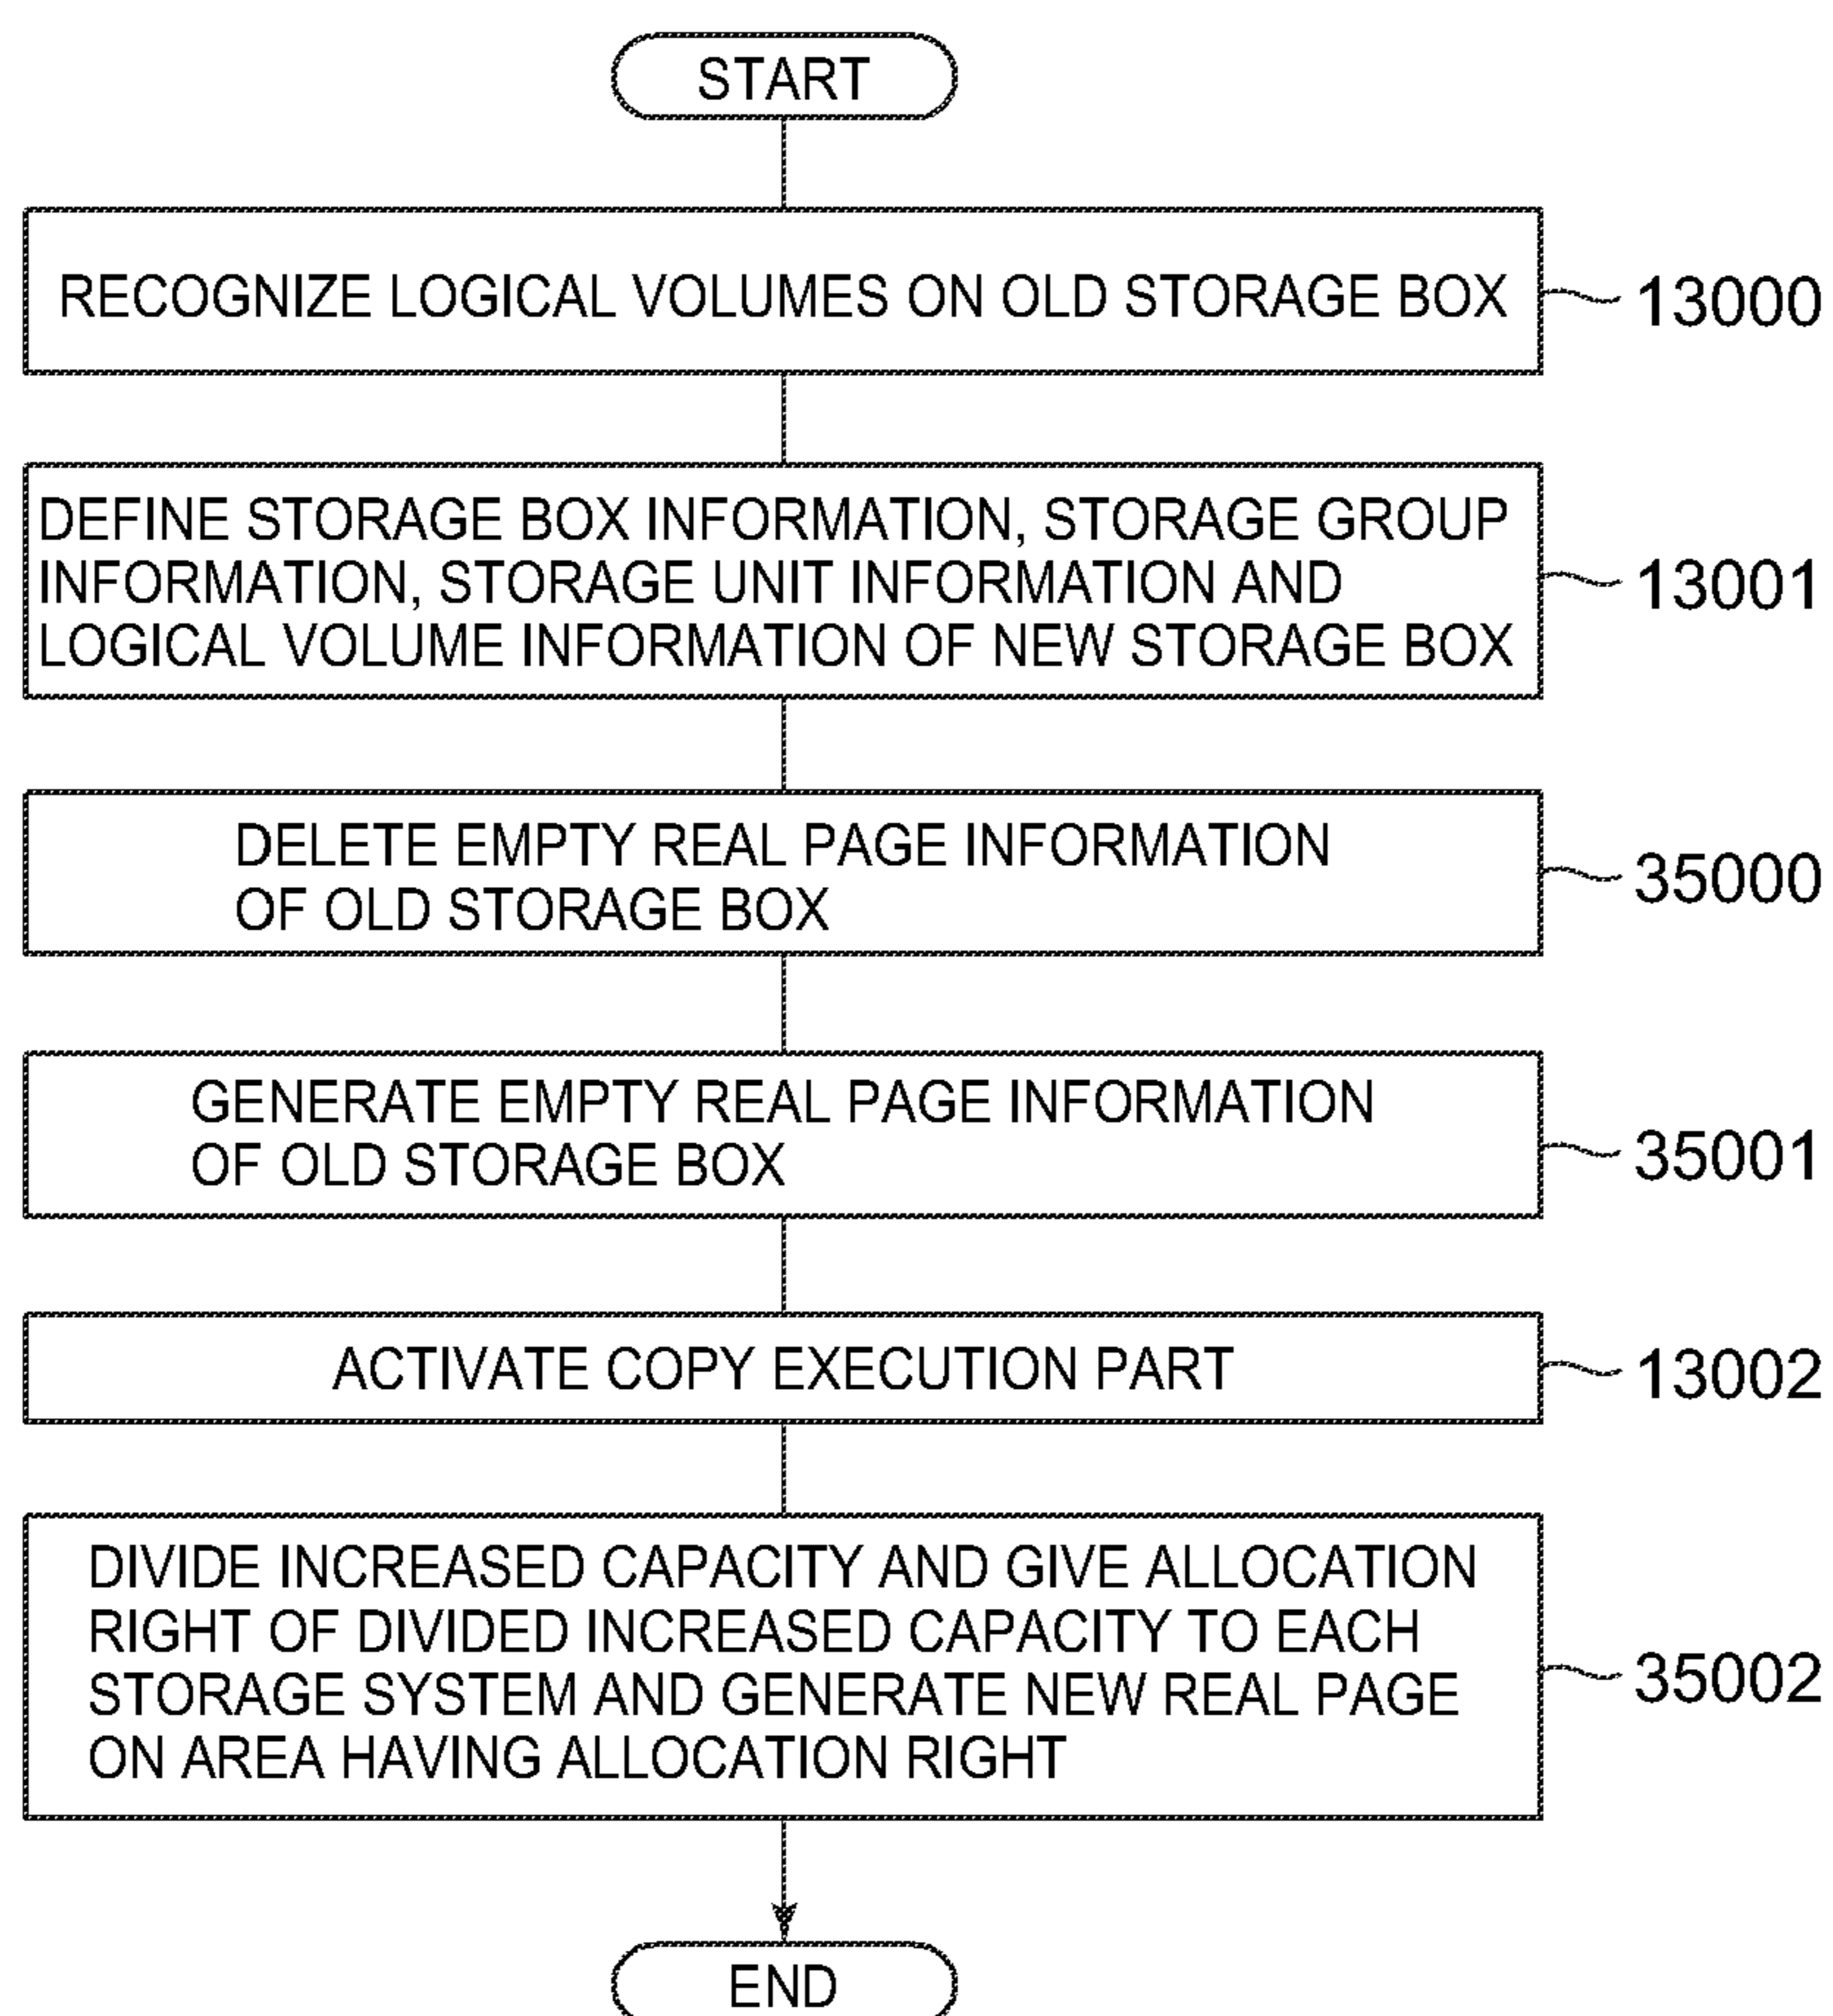 START
RECOGNIZE LOGICAL VOLUMES ON OLD STORAGE BOX
13000
DEFINE STORAGE BOX INFORMATION, STORAGE GROUP
INFORMATION, STORAGE UNIT INFORMATION AND
LOGICAL VOLUME INFORMATION OF NEW STORAGE BOX
13001
DELETE EMPTY REAL PAGE INFORMATION
OF OLD STORAGE BOX
35000
GENERATE EMPTY REAL PAGE INFORMATION
OF OLD STORAGE BOX
35001
ACTIVATE COPY EXECUTION PART
13002
DIVIDE INCREASED CAPACITY AND GIVE ALLOCATION
RIGHT OF DIVIDED INCREASED CAPACITY TO EACH
STORAGE SYSTEM AND GENERATE NEW REAL PAGE
ON AREA HAVING ALLOCATION RIGHT
35002
END